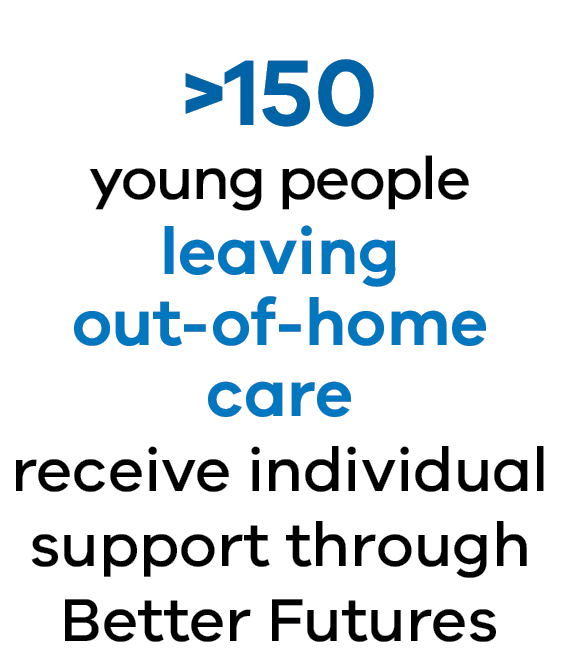 >150
young people
leaving
out-of-home
care
receive individual
support through
Better Futures